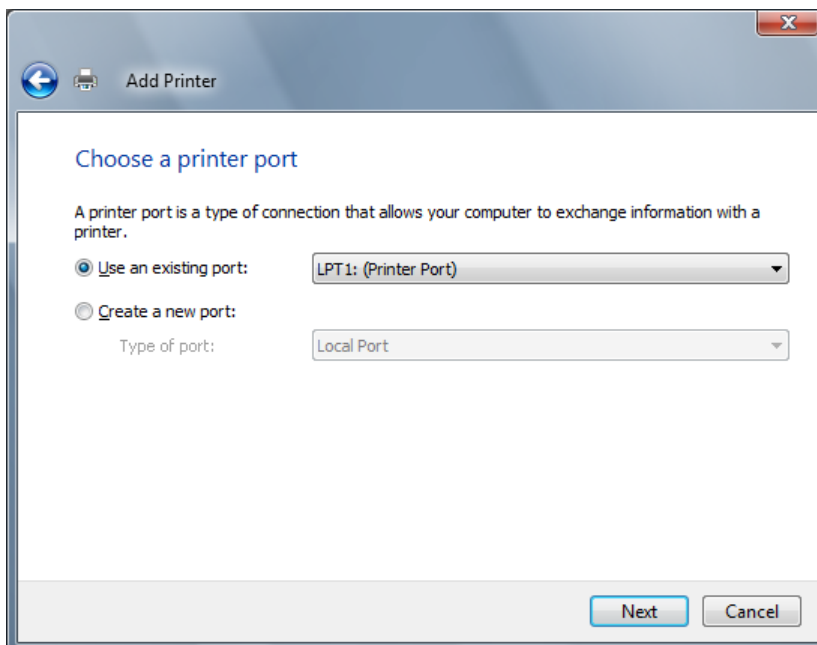 Add Printer
Choose a printer port
A printer port is a type of connection that allows your computer to exchange information with a
printer.
Use an existing port: LPT1: (Printer Port)
Create a new port:
Type of port: Local Port
Next Cancel